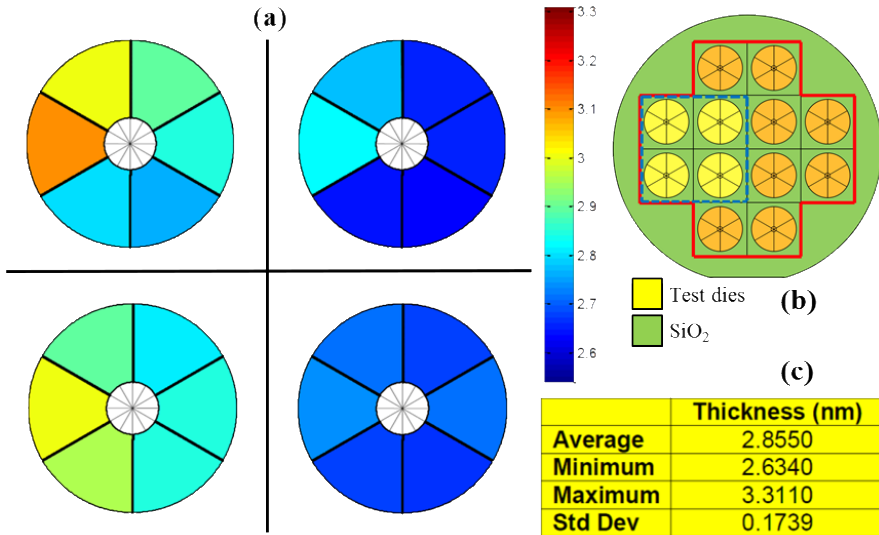 (a)
3.3
3.2
3.1
3
2.9
2.8
2.7
2.6
Test dies
SiO₂
(b)
(c)
Thickness (nm)
Average 2.8550
Minimum 2.6340
Maximum 3.3110
Std Dev 0.1739